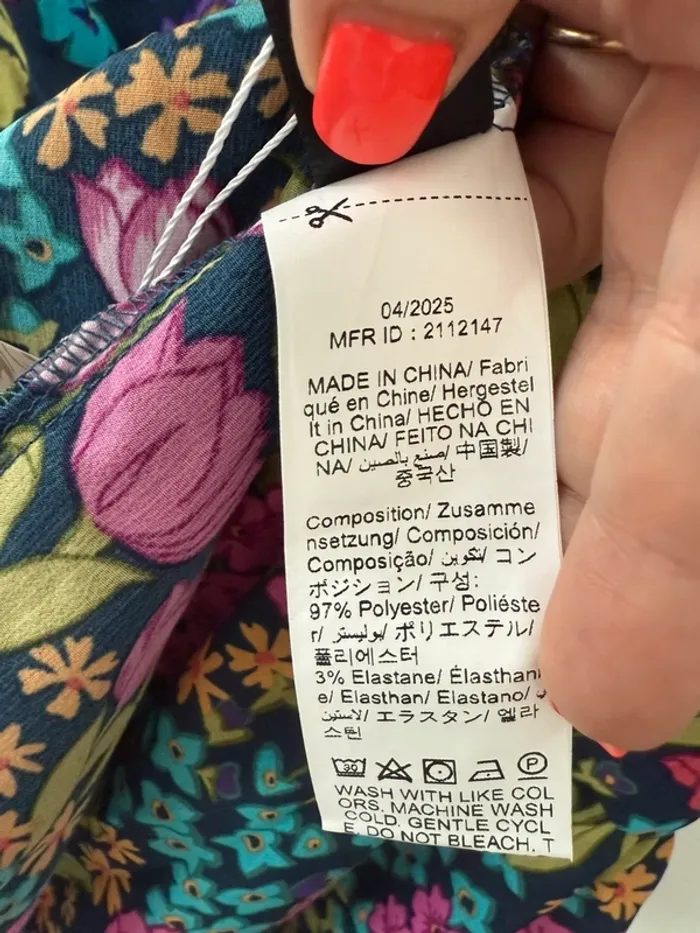 04/2025
MFR ID : 2112147
MADE IN CHINA/ Fabri
qué en Chine/ Hergestel
lt in China/ HECHO EN
CHINA/ FEITO NA CHI
NA/ صنع بالصين/ 中国製/
중국산
Composition/ Zusamme
nsetzung/ Composición/
Composição/ تكوين/ コン
ポジション/ 구성:
97% Polyester/ Poliéste
r/ بوليستر/ ポリエステル/
폴리에스터
3% Elastane/ Élasthann
e/ Elasthan/ Elastano/
لاستين/ エラスタン/ 엘라
스틴
30 P
WASH WITH LIKE COL
ORS. MACHINE WASH
COLD. GENTLE CYCL
E. DO NOT BLEACH. T